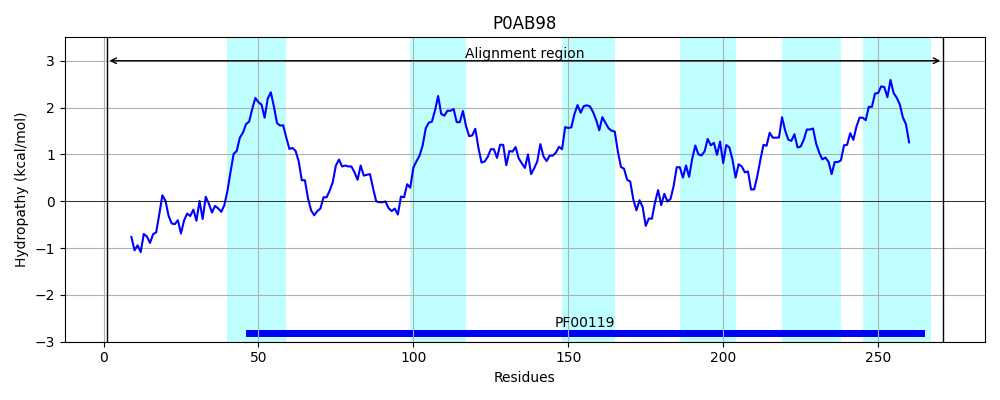 P0AB98
Alignment region
3
2
1
0
−1
−2
−3
Hydropathy (kcal/mol)
PF00119
0 50 100 150 200 250
Residues